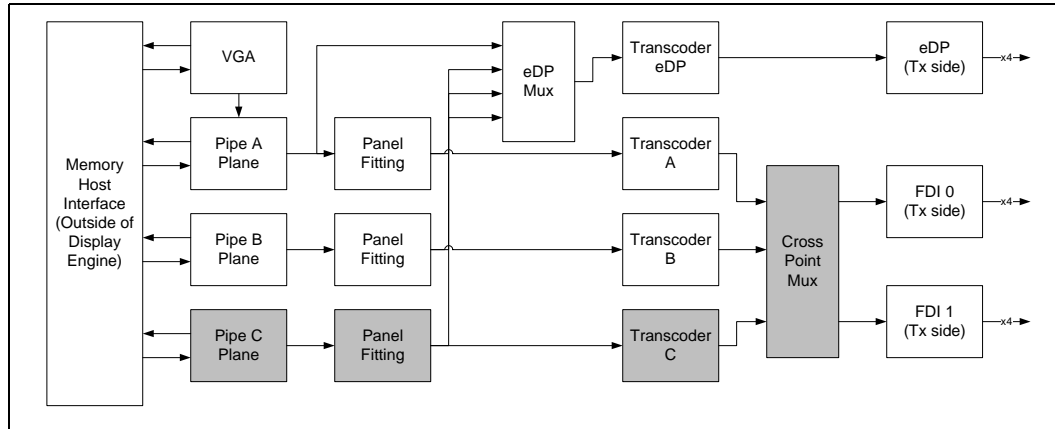 VGA
eDP
Mux
Transcoder
eDP
eDP
(Tx side)
x4
Memory
Host
Interface
(Outside of
Display
Engine)
Pipe A
Plane
Panel
Fitting
Transcoder
A
FDI 0
(Tx side)
x4
Pipe B
Plane
Panel
Fitting
Transcoder
B
Cross
Point
Mux
Pipe C
Plane
Panel
Fitting
Transcoder
C
FDI 1
(Tx side)
x4